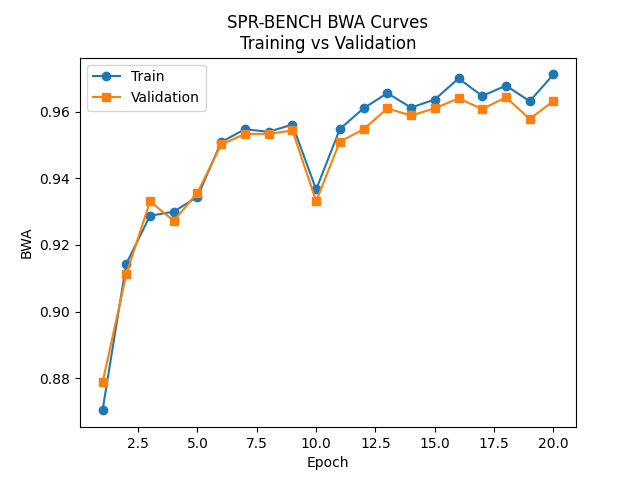 SPR-BENCH BWA Curves
Training vs Validation
Train
Validation
0.96
0.94
0.92
0.90
0.88
BWA
2.5
5.0
7.5
10.0
12.5
15.0
17.5
20.0
Epoch